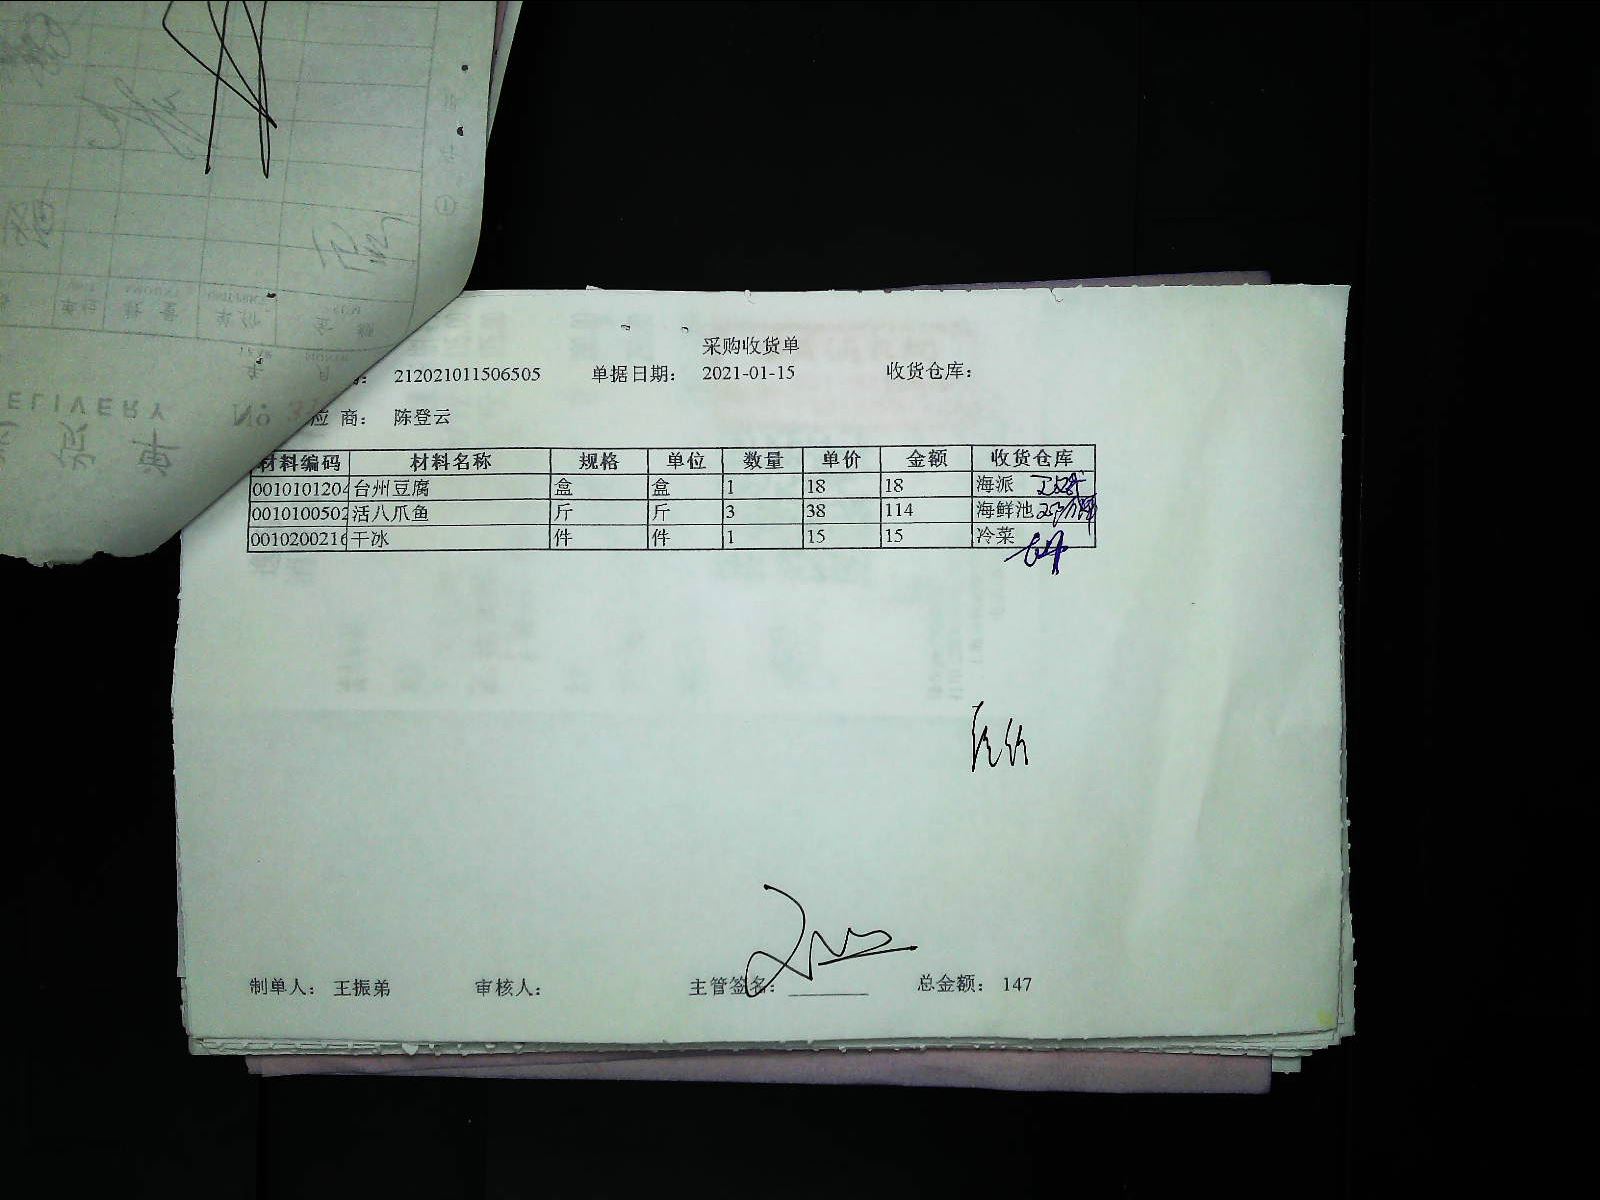 采购收货单
212021011506505 单据日期: 2021-01-15 收货仓库:
应 商: 陈登云
材料编码 材料名称 规格 单位 数量 单价 金额 收货仓库
0010101204 台州豆腐 盒 盒 1 18 18 海派
0010100502 活八爪鱼 斤 斤 3 38 114 海鲜池
0010200216 干冰 件 件 1 15 15 冷菜
制单人: 王振弟 审核人: 主管签名: 总金额: 147
DELIVERY
No